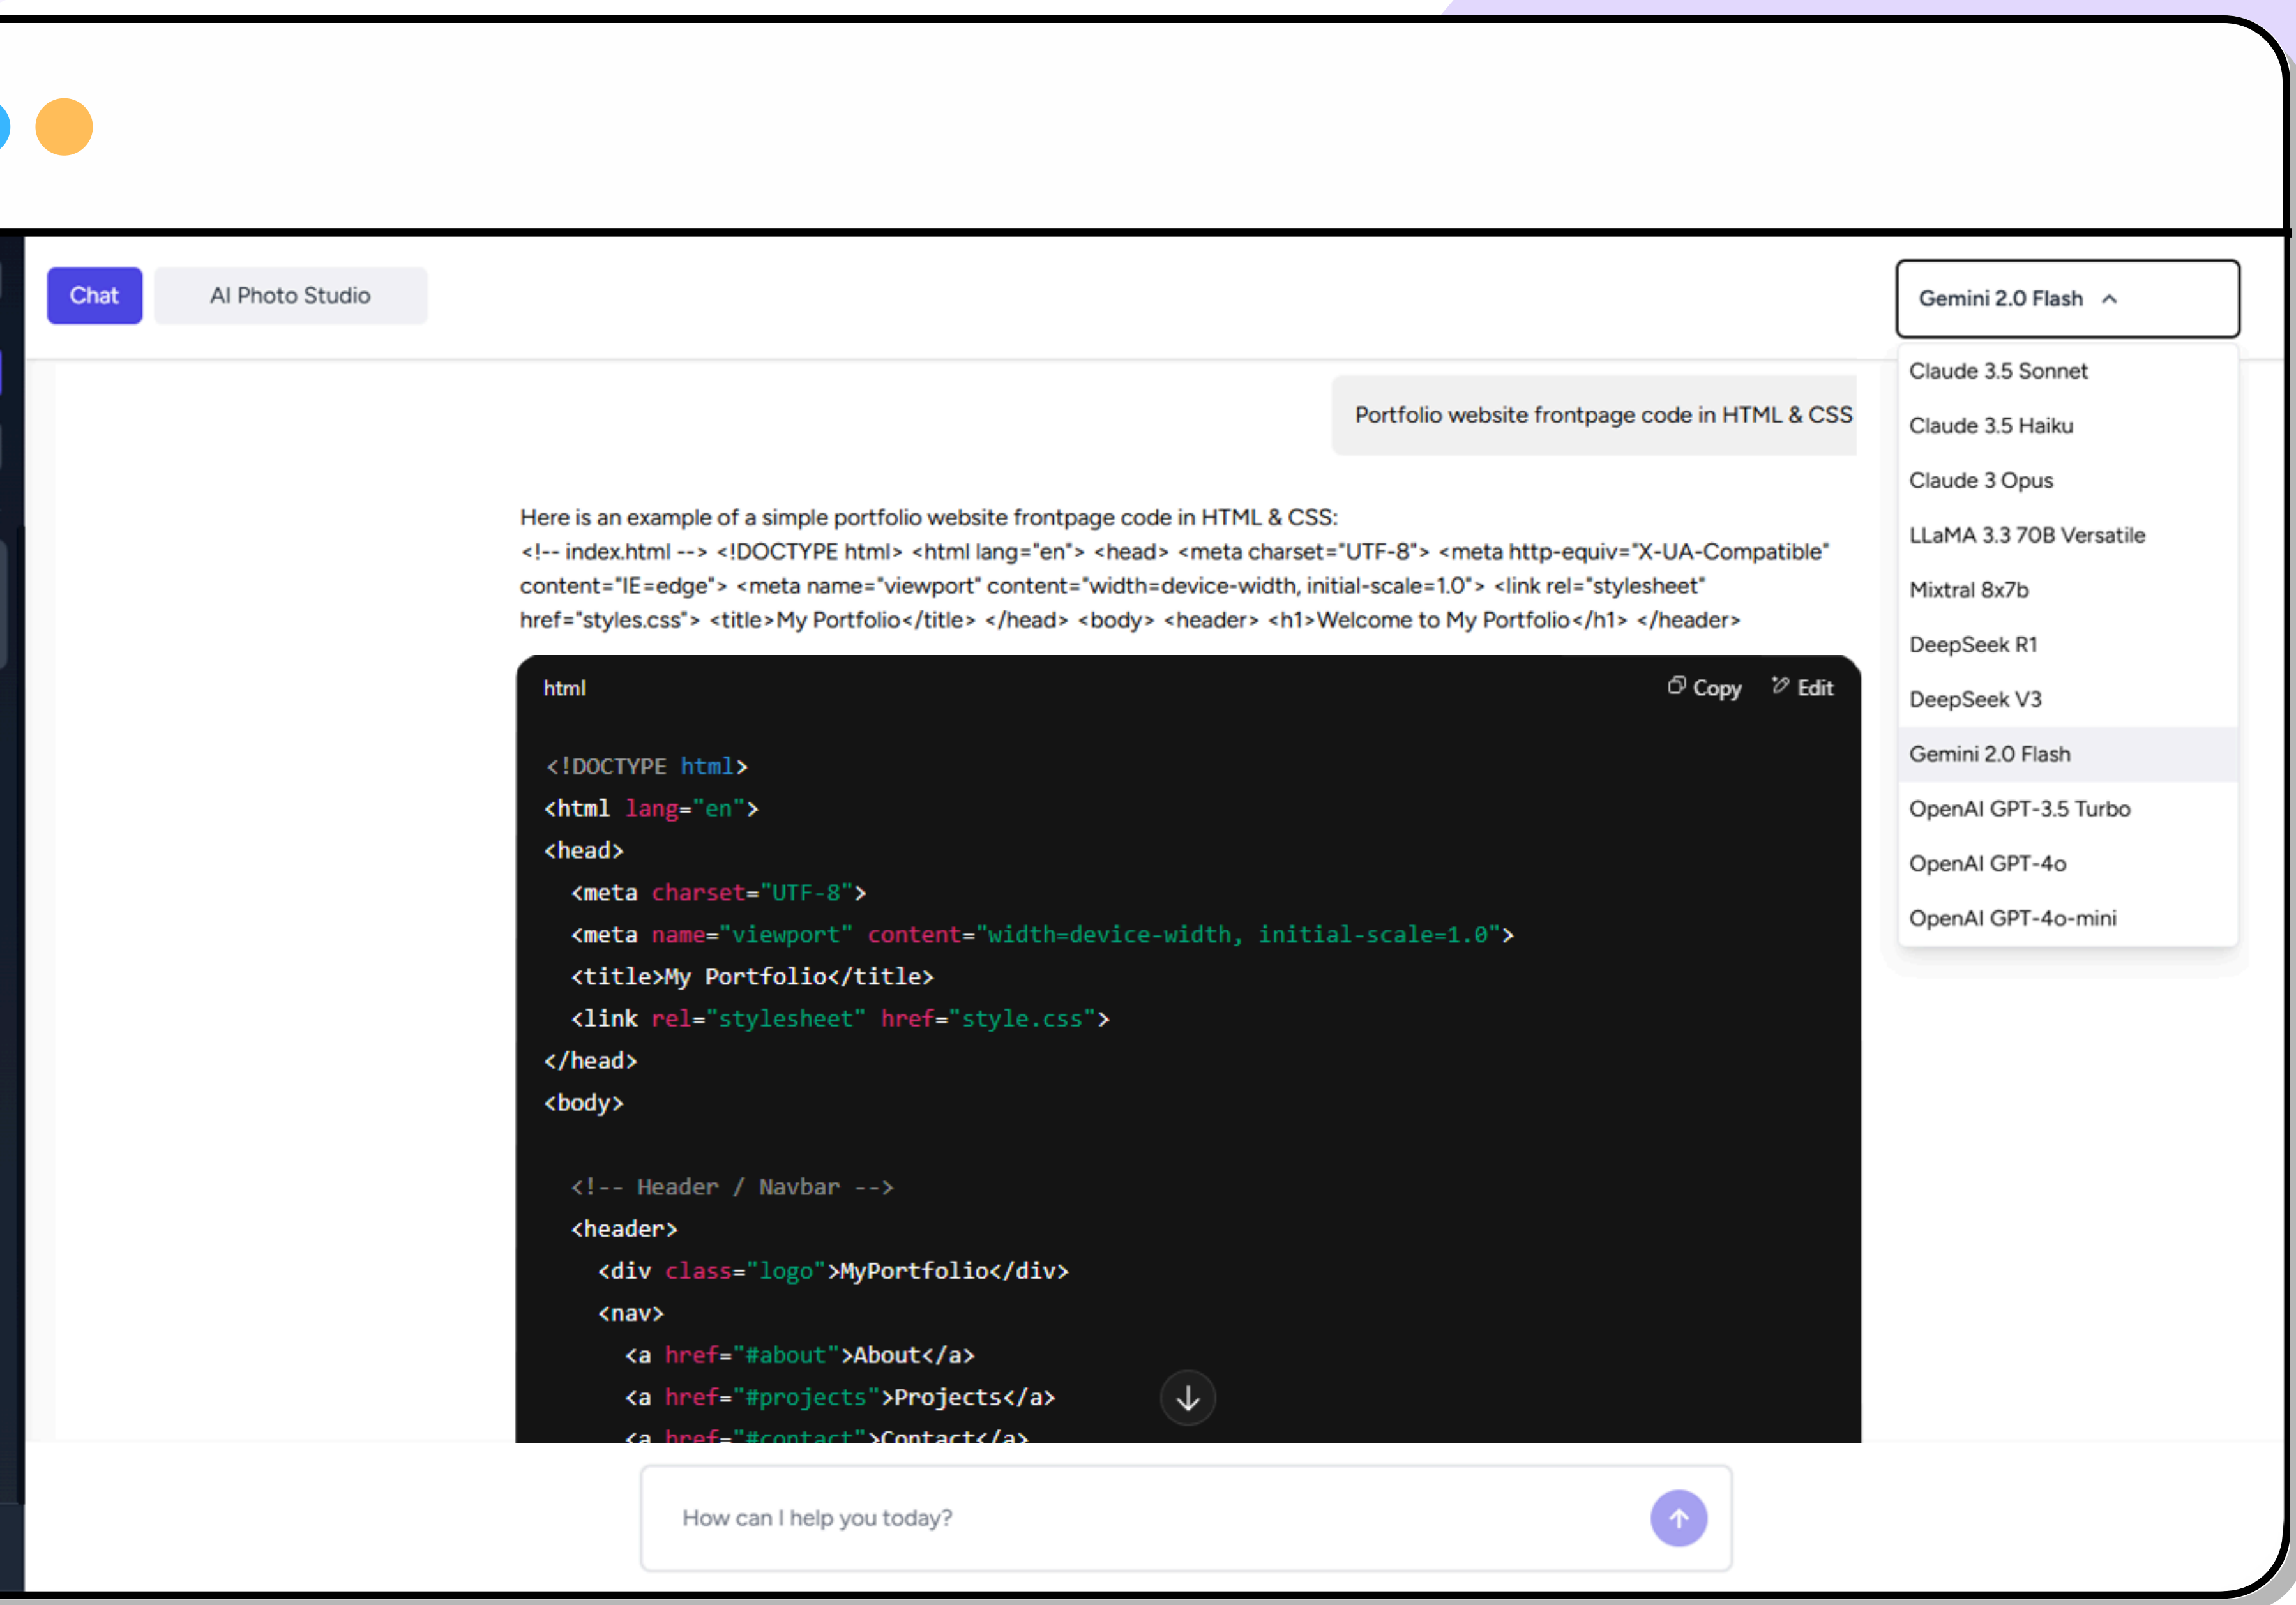 Chat
AI Photo Studio
Gemini 2.0 Flash
Claude 3.5 Sonnet
Claude 3.5 Haiku
Claude 3 Opus
LLaMA 3.3 70B Versatile
Mixtral 8x7b
DeepSeek R1
DeepSeek V3
Gemini 2.0 Flash
OpenAI GPT-3.5 Turbo
OpenAI GPT-4o
OpenAI GPT-4o-mini
Portfolio website frontpage code in HTML & CSS
Here is an example of a simple portfolio website frontpage code in HTML & CSS:
<!-- index.html --> <!DOCTYPE html> <html lang="en"> <head> <meta charset="UTF-8"> <meta http-equiv="X-UA-Compatible"
content="IE=edge"> <meta name="viewport" content="width=device-width, initial-scale=1.0"> <link rel="stylesheet"
href="styles.css"> <title>My Portfolio</title> </head> <body> <header> <h1>Welcome to My Portfolio</h1> </header>
html
Copy
Edit
<!DOCTYPE html>
<html lang="en">
<head>
<meta charset="UTF-8">
<meta name="viewport" content="width=device-width, initial-scale=1.0">
<title>My Portfolio</title>
<link rel="stylesheet" href="style.css">
</head>
<body>
<!-- Header / Navbar -->
<header>
<div class="logo">MyPortfolio</div>
<nav>
<a href="#about">About</a>
<a href="#projects">Projects</a>
<a href="#contact">Contact</a>
How can I help you today?